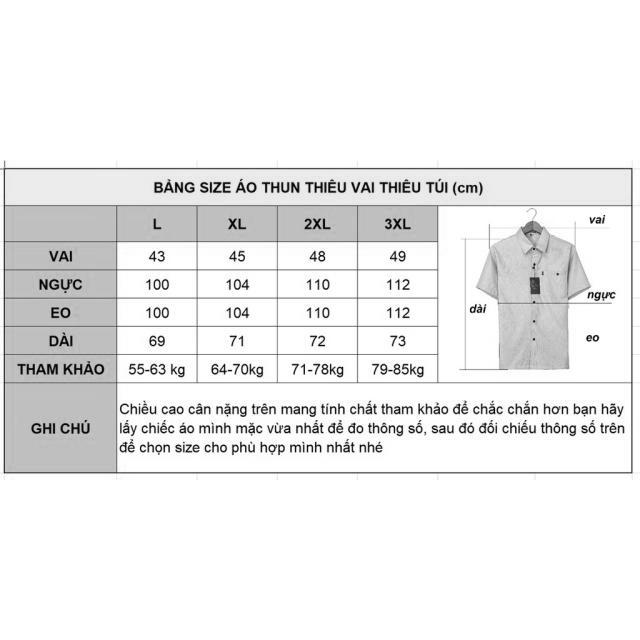 BẢNG SIZE ÁO THUN THIÊU VAI THIÊU TÚI (cm)
L XL 2XL 3XL
VAI 43 45 48 49
NGỰC 100 104 110 112
EO 100 104 110 112
DÀI 69 71 72 73
THAM KHẢO 55-63 kg 64-70kg 71-78kg 79-85kg
vai
ngực
dài
eo
GHI CHÚ
Chiều cao cân nặng trên mang tính chất tham khảo để chắc chắn hơn bạn hãy
lấy chiếc áo mình mặc vừa nhất để đo thông số, sau đó đối chiếu thông số trên
để chọn size cho phù hợp mình nhất nhé